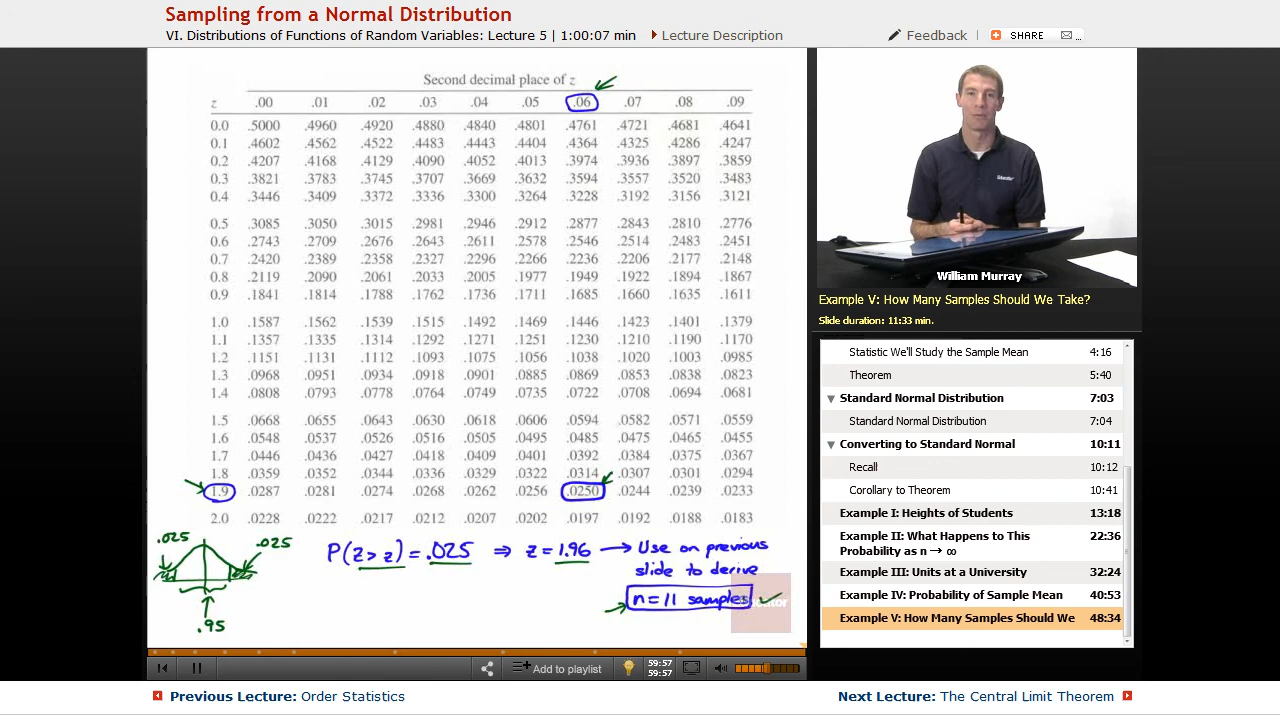 Sampling from a Normal Distribution
VI. Distributions of Functions of Random Variables: Lecture 5 | 1:00:07 min Lecture Description
Feedback | SHARE
Second decimal place of z
z .00 .01 .02 .03 .04 .05 .06 .07 .08 .09
0.0 .5000 .4960 .4920 .4880 .4840 .4801 .4761 .4721 .4681 .4641
0.1 .4602 .4562 .4522 .4483 .4443 .4404 .4364 .4325 .4286 .4247
0.2 .4207 .4168 .4129 .4090 .4052 .4013 .3974 .3936 .3897 .3859
0.3 .3821 .3783 .3745 .3707 .3669 .3632 .3594 .3557 .3520 .3483
0.4 .3446 .3409 .3372 .3336 .3300 .3264 .3228 .3192 .3156 .3121
0.5 .3085 .3050 .3015 .2981 .2946 .2912 .2877 .2843 .2810 .2776
0.6 .2743 .2709 .2676 .2643 .2611 .2578 .2546 .2514 .2483 .2451
0.7 .2420 .2389 .2358 .2327 .2296 .2266 .2236 .2206 .2177 .2148
0.8 .2119 .2090 .2061 .2033 .2005 .1977 .1949 .1922 .1894 .1867
0.9 .1841 .1814 .1788 .1762 .1736 .1711 .1685 .1660 .1635 .1611
1.0 .1587 .1562 .1539 .1515 .1492 .1469 .1446 .1423 .1401 .1379
1.1 .1357 .1335 .1314 .1292 .1271 .1251 .1230 .1210 .1190 .1170
1.2 .1151 .1131 .1112 .1093 .1075 .1056 .1038 .1020 .1003 .0985
1.3 .0968 .0951 .0934 .0918 .0901 .0885 .0869 .0853 .0838 .0823
1.4 .0808 .0793 .0778 .0764 .0749 .0735 .0722 .0708 .0694 .0681
1.5 .0668 .0655 .0643 .0630 .0618 .0606 .0594 .0582 .0571 .0559
1.6 .0548 .0537 .0526 .0516 .0505 .0495 .0485 .0475 .0465 .0455
1.7 .0446 .0436 .0427 .0418 .0409 .0401 .0392 .0384 .0375 .0367
1.8 .0359 .0352 .0344 .0336 .0329 .0322 .0314 .0307 .0301 .0294
1.9 .0287 .0281 .0274 .0268 .0262 .0256 .0250 .0244 .0239 .0233
2.0 .0228 .0222 .0217 .0212 .0207 .0202 .0197 .0192 .0188 .0183
.025 .025
.95
P(z > z) = .025 ⇒ z = 1.96 → Use on previous
slide to derive
n = 11 samples ✓
William Murray
Example V: How Many Samples Should We Take?
Slide duration: 11:33 min.
Statistic We'll Study the Sample Mean 4:16
Theorem 5:40
Standard Normal Distribution 7:03
Standard Normal Distribution 7:04
Converting to Standard Normal 10:11
Recall 10:12
Corollary to Theorem 10:41
Example I: Heights of Students 13:18
Example II: What Happens to This 22:36
Probability as n → ∞
Example III: Units at a University 32:24
Example IV: Probability of Sample Mean 40:53
Example V: How Many Samples Should We 48:34
Add to playlist
59:57
59:57
Previous Lecture: Order Statistics
Next Lecture: The Central Limit Theorem